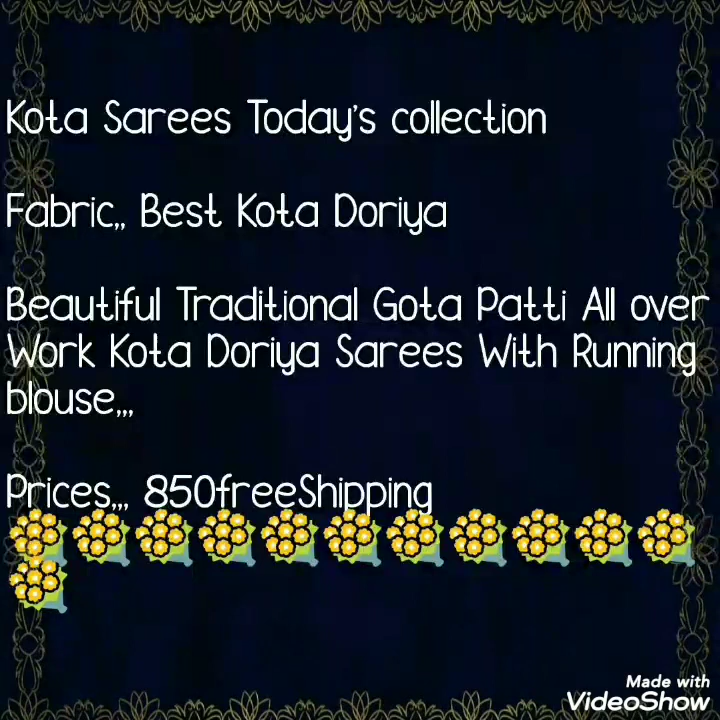 Kota Sarees Today's collection
Fabric,, Best Kota Doriya
Beautiful Traditional Gota Patti All over
Work Kota Doriya Sarees With Running
blouse,,,
Prices,,, 850freeShipping
💐💐💐💐💐💐💐💐💐💐💐
💐
Made with
VideoShow